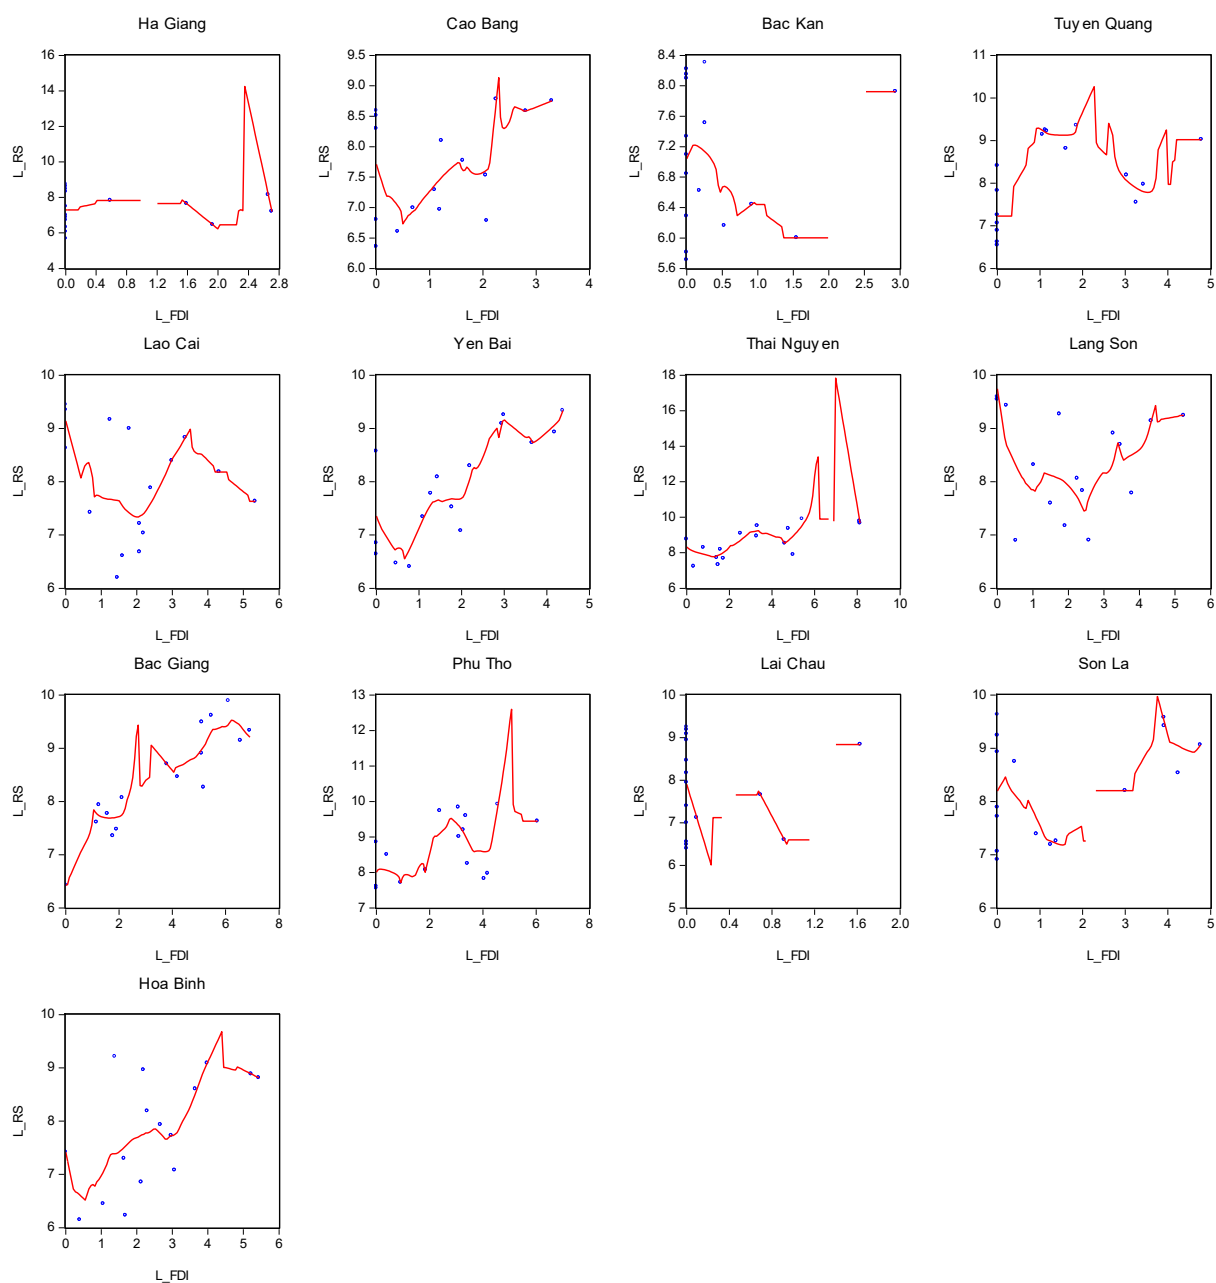 Ha Giang
Cao Bang
Bac Kan
Tuyen Quang
16
14
12
10
8
6
4
L_RS
0.0 0.4 0.8 1.2 1.6 2.0 2.4 2.8
L_FDI
9.5
9.0
8.5
8.0
7.5
7.0
6.5
6.0
L_RS
0 1 2 3 4
L_FDI
8.4
8.0
7.6
7.2
6.8
6.4
6.0
5.6
L_RS
0.0 0.5 1.0 1.5 2.0 2.5 3.0
L_FDI
11
10
9
8
7
6
L_RS
0 1 2 3 4 5
L_FDI
Lao Cai
Yen Bai
Thai Nguyen
Lang Son
10
9
8
7
6
L_RS
0 1 2 3 4 5 6
L_FDI
10
9
8
7
6
L_RS
0 1 2 3 4 5
L_FDI
18
16
14
12
10
8
6
L_RS
0 2 4 6 8 10
L_FDI
10
9
8
7
6
L_RS
0 1 2 3 4 5 6
L_FDI
Bac Giang
Phu Tho
Lai Chau
Son La
10
9
8
7
6
L_RS
0 2 4 6 8
L_FDI
13
12
11
10
9
8
7
L_RS
0 2 4 6 8
L_FDI
10
9
8
7
6
5
L_RS
0.0 0.4 0.8 1.2 1.6 2.0
L_FDI
10
9
8
7
6
L_RS
0 1 2 3 4 5
L_FDI
Hoa Binh
10
9
8
7
6
L_RS
0 1 2 3 4 5 6
L_FDI